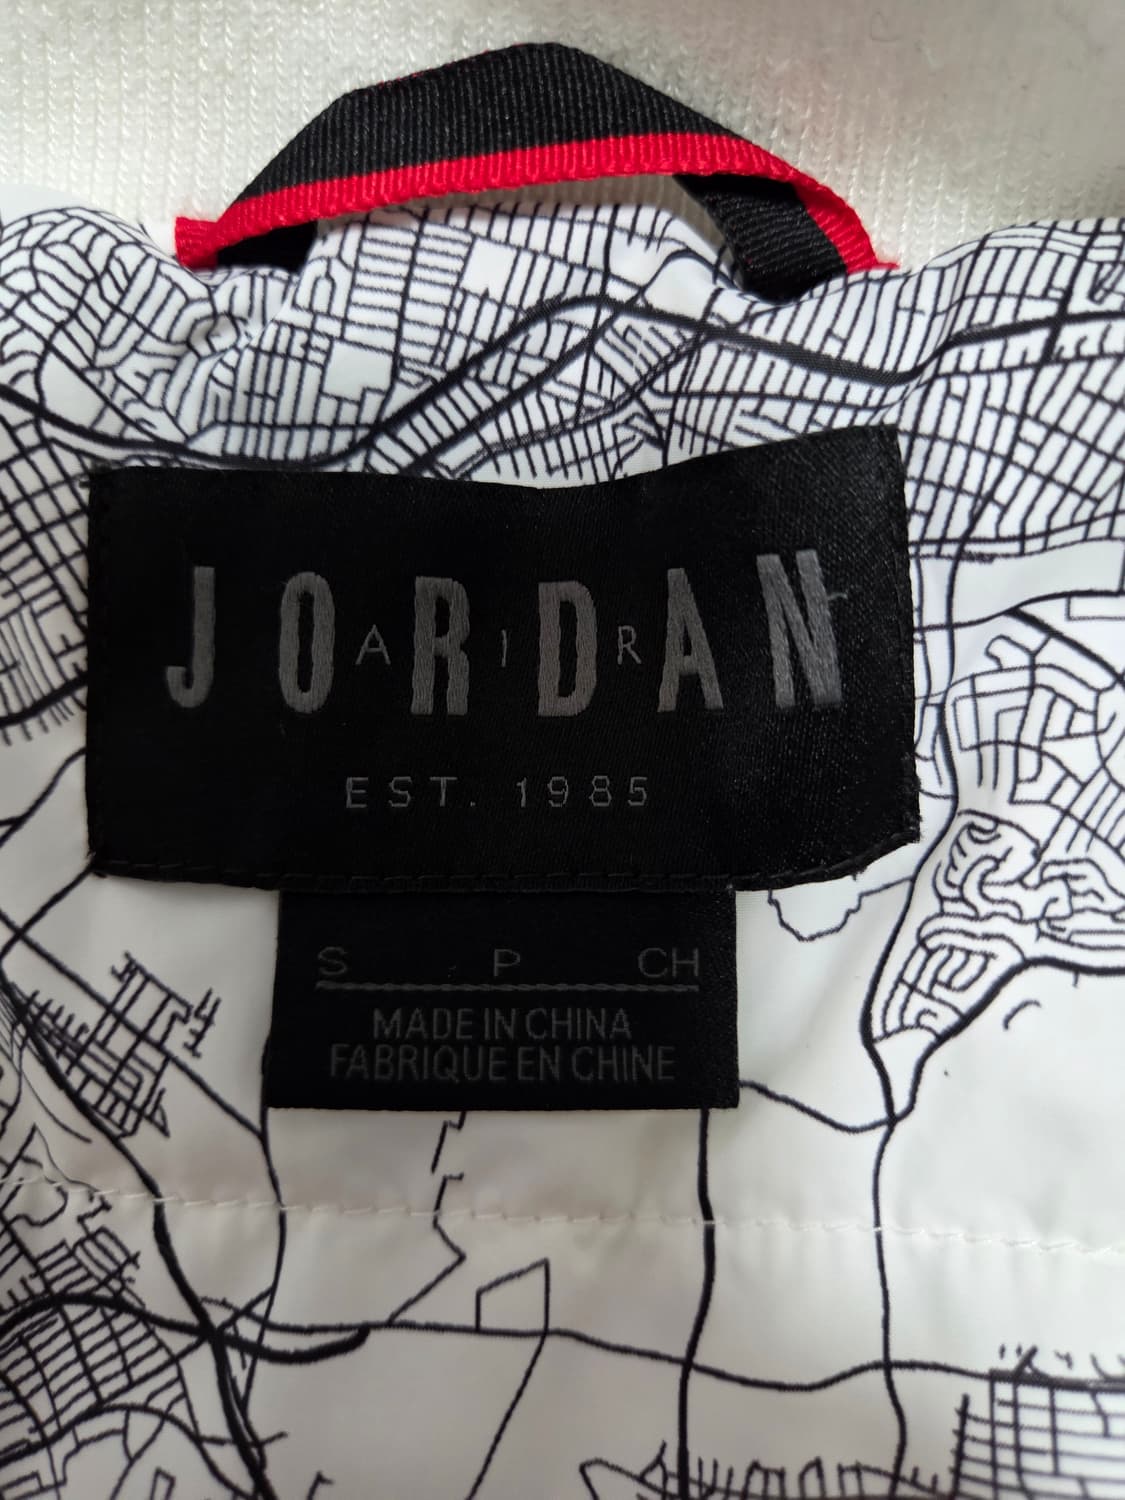 JORDAN
AIR
EST. 1985
S P CH
MADE IN CHINA
FABRIQUE EN CHINE